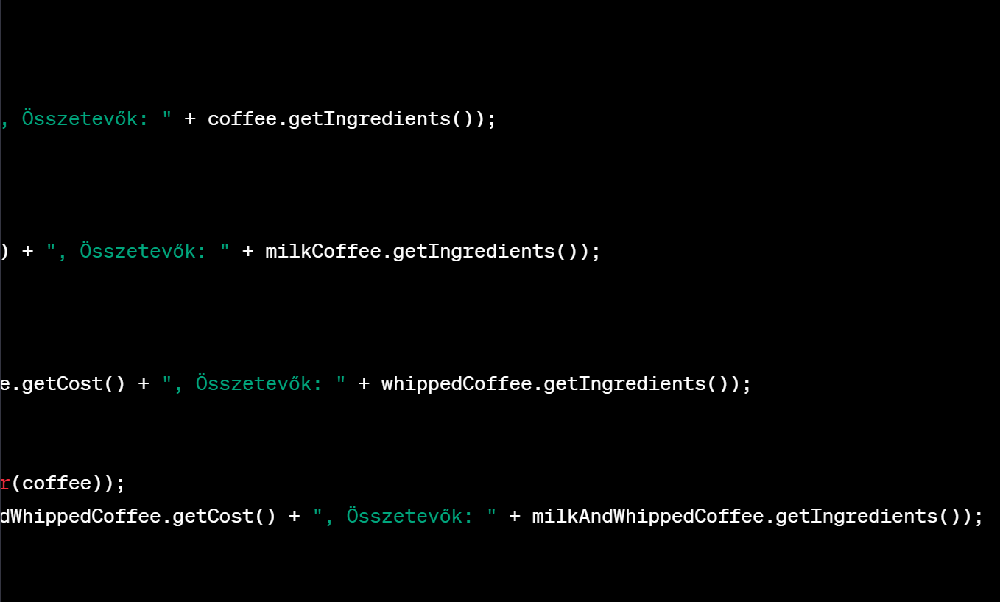 , Összetevők: " + coffee.getIngredients());
) + ", Összetevők: " + milkCoffee.getIngredients());
e.getCost() + ", Összetevők: " + whippedCoffee.getIngredients());
r(coffee));
dWhippedCoffee.getCost() + ", Összetevők: " + milkAndWhippedCoffee.getIngredients());